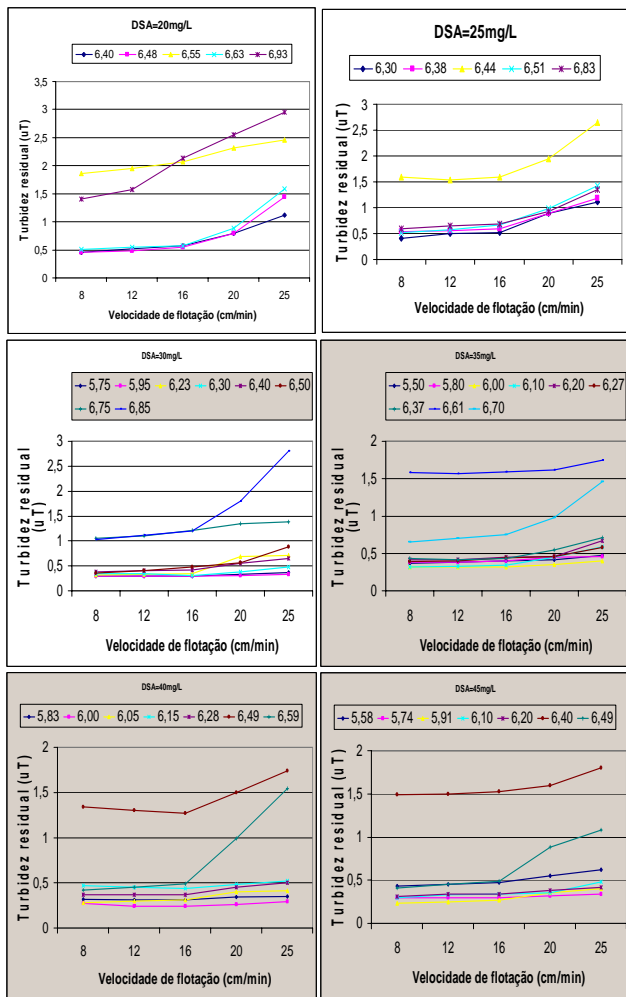 DSA=20mg/L
6,40 6,48 6,55 6,63 6,93
3,5
3
2,5
2
1,5
1
0,5
0
Turbidez residual (uT)
8 12 16 20 25
Velocidade de flotação (cm/min)
DSA=25mg/L
6,30 6,38 6,44 6,51 6,83
4
3,5
3
2,5
2
1,5
1
0,5
0
Turbidez residual (uT)
8 12 16 20 25
Velocidade de flotação (cm/min)
DSA=30mg/L
5,75 5,95 6,23 6,30 6,40 6,50
6,75 6,85
3
2,5
2
1,5
1
0,5
0
Turbidez residual
(uT)
8 12 16 20 25
Velocidade de flotação (cm/min)
DSA=35mg/L
5,50 5,80 6,00 6,10 6,20 6,27
6,37 6,61 6,70
2
1,5
1
0,5
0
Turbidez residual
(uT)
8 12 16 20 25
Velocidade de flotação (cm/min)
DSA=40mg/L
5,83 6,00 6,05 6,15 6,28 6,49 6,59
2
1,5
1
0,5
0
Turbidez residual (uT)
8 12 16 20 25
Velocidade de flotação (cm/min)
DSA=45mg/L
5,58 5,74 5,91 6,10 6,20 6,40 6,49
2
1,5
1
0,5
0
Turbidez residual (uT)
8 12 16 20 25
Velocidade de flotação (cm/min)